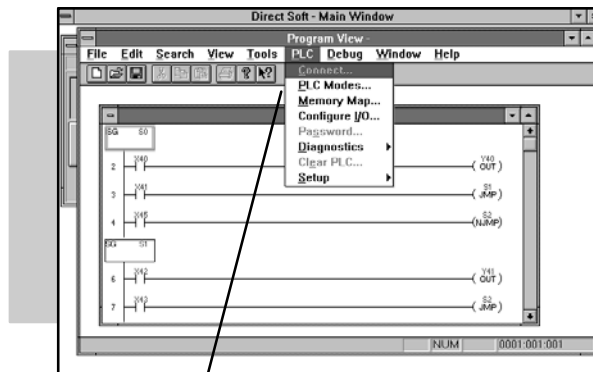 Direct Soft - Main Window
Program View -
File Edit Search View Tools PLC Debug Window Help
Connect...
PLC Modes...
Memory Map...
Configure I/O...
Password...
Diagnostics
Clear PLC...
Setup
SG S0
2 X40 Y40 OUT
3 X41 S1 JMP
4 X45 S2 NJMP
SG S1
6 X42 Y41 OUT
7 X43 S2 JMP
NUM 0001:001:001